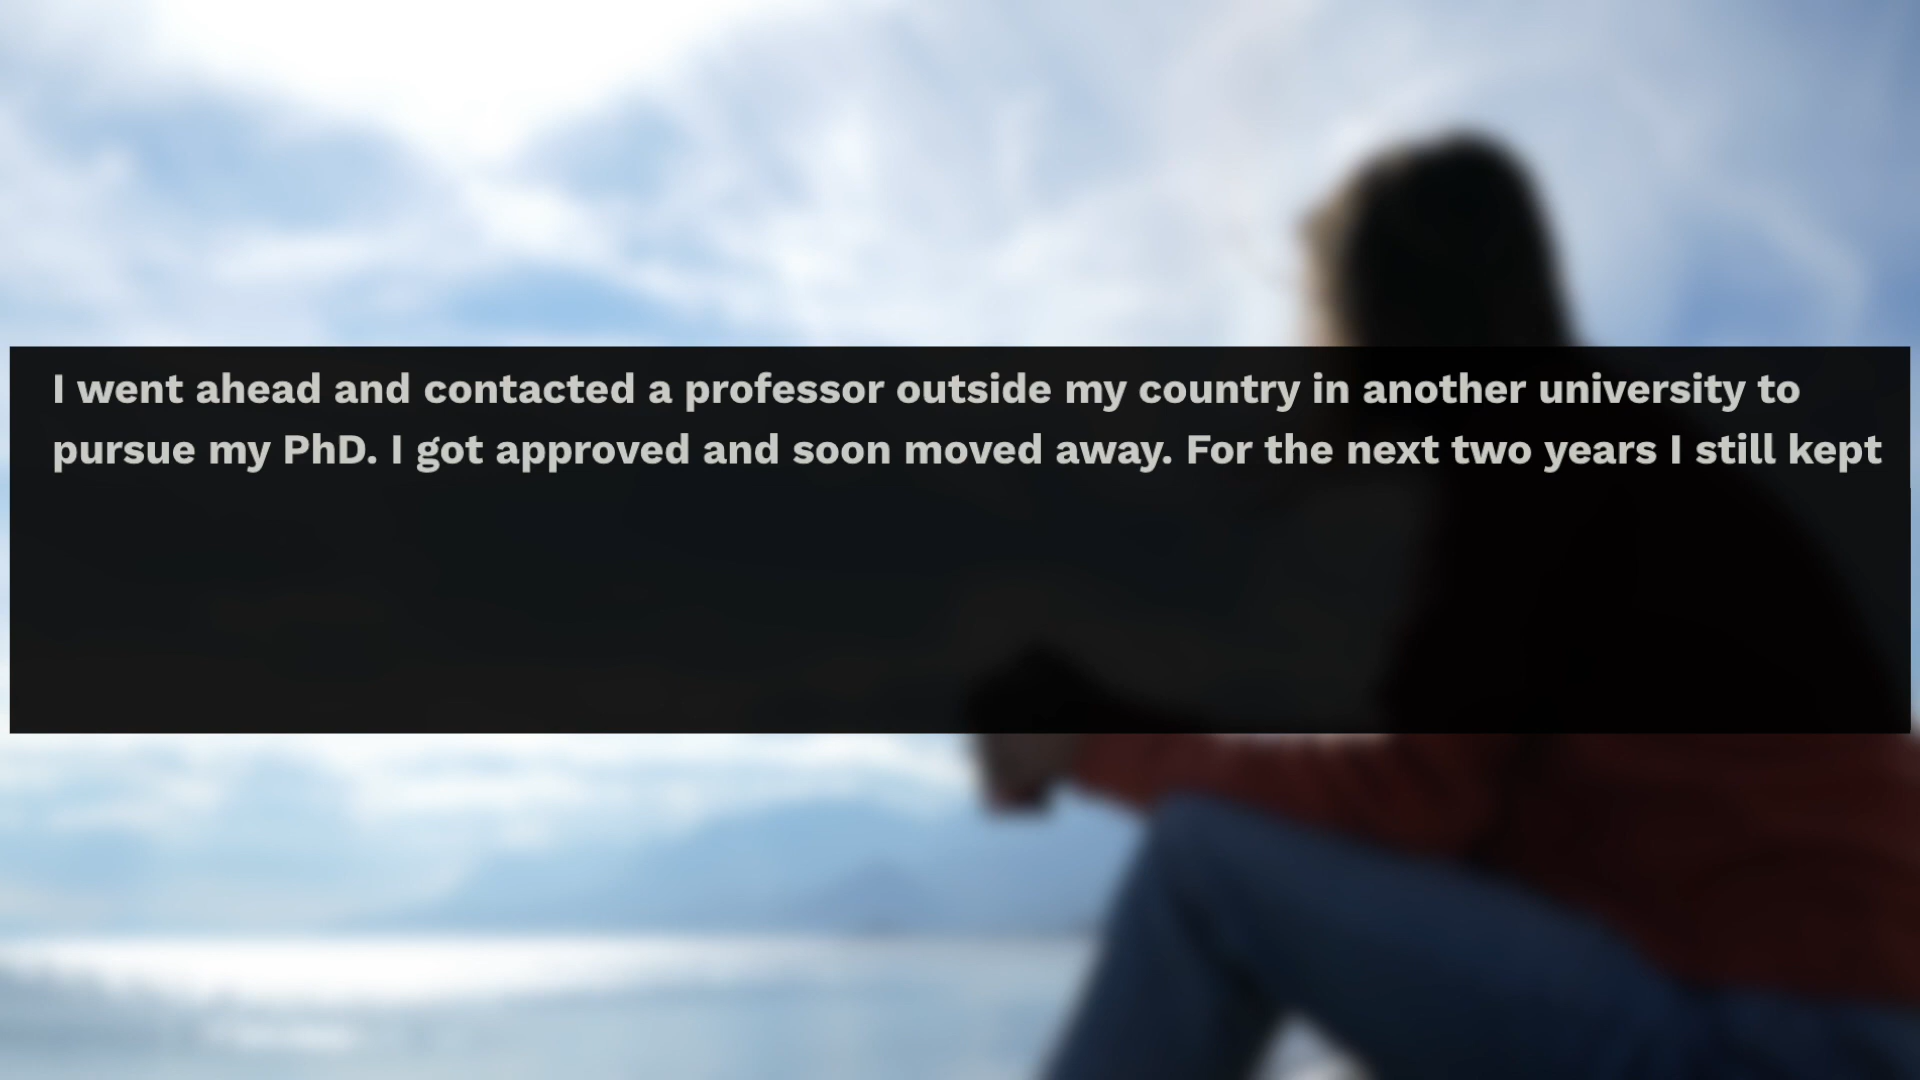 I went ahead and contacted a professor outside my country in another university to
pursue my PhD. I got approved and soon moved away. For the next two years I still kept